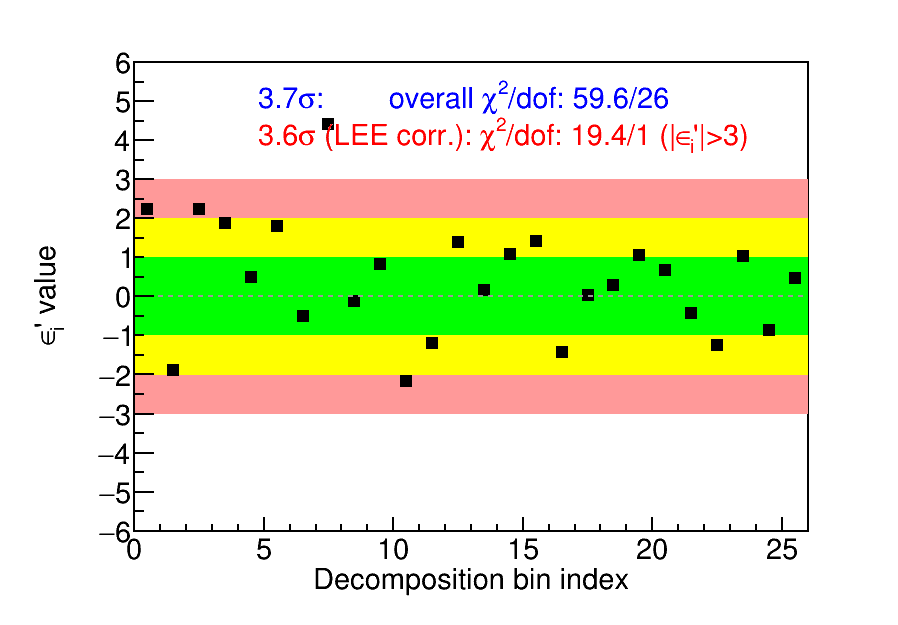 3.7σ: overall χ²/dof: 59.6/26
3.6σ (LEE corr.): χ²/dof: 19.4/1 (|ϵᵢ'|>3)
6
5
4
3
2
1
0
−1
−2
−3
−4
−5
−6
ϵᵢ' value
0 5 10 15 20 25
Decomposition bin index